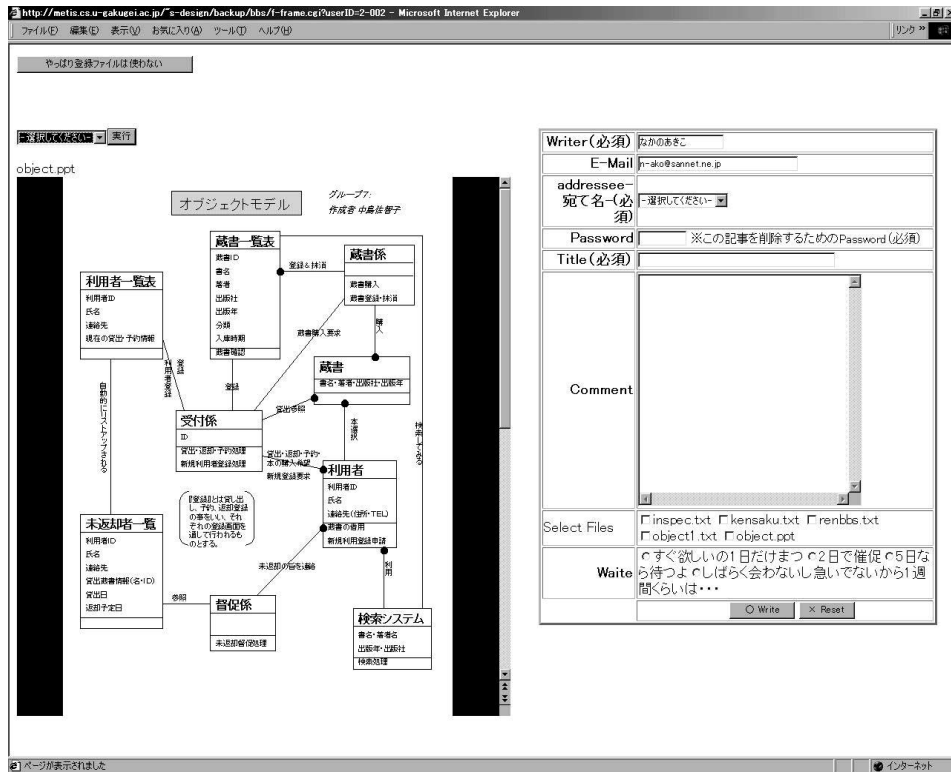 http://metis.cs.u-gakugei.ac.jp/~s-design/backup/bbs/f-frame.cgi?userID=2-002 - Microsoft Internet Explorer
ファイル(F) 編集(E) 表示(V) お気に入り(A) ツール(T) ヘルプ(H)
リンク »
やっぱり登録ファイルは使わない
-選択してください- 実行
object.ppt
オブジェクトモデル
グループ7:
作成者 中島佐智子
蔵書一覧表
蔵書ID
書名
著者
出版社
出版年
分類
入庫時期
蔵書確認
登録&抹消
蔵書係
蔵書購入
蔵書登録・抹消
利用者一覧表
利用者ID
氏名
連絡先
現在の貸出・予約情報
蔵書購入要求
購入
登録
利用者登録
登録
蔵書
書名・著者・出版社・出版年
自動的にリストアップされる
貸出参照
受付係
ID
貸出・返却・予約処理
新規利用者登録処理
本選択
検索してみる
貸出・返却・予約・
本の購入希望
新規登録要求
利用者
利用者ID
氏名
連絡先(住所・TEL)
蔵書の借用
新規利用登録申請
『登録』とは貸し出
し、予約、返却登録
の事をいい、それ
ぞれの登録画面を
通して行われるも
のとする。
未返却者一覧
利用者ID
氏名
連絡先
貸出蔵書情報(名・ID)
貸出日
返却予定日
未返却の旨を連絡
利用
参照
督促係
未返却督促処理
検索システム
書名・著者名
出版年・出版社
検索処理
Writer(必須) なかのあきこ
E-Mail n-ako@sannet.ne.jp
addressee-
宛て名-(必
須) -選択してください-
Password ※この記事を削除するためのPassword(必須)
Title(必須)
Comment
Select Files inspec.txt kensaku.txt renbbs.txt
object1.txt object.ppt
Waite すぐ欲しいの1日だけまつ 2日で催促 5日な
ら待つよ しばらく会わないし急いでないから1週
間くらいは・・・
○ Write × Reset
ページが表示されました
インターネット